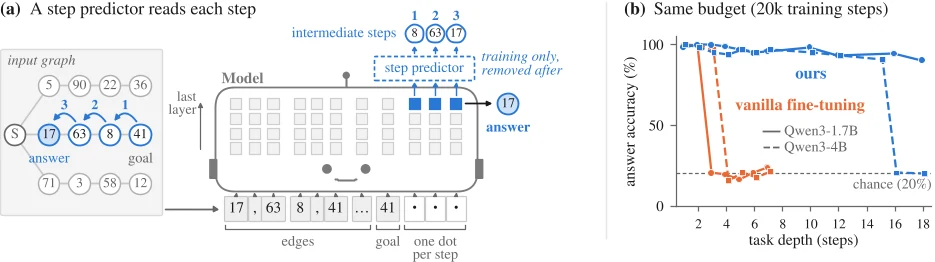 (a) A step predictor reads each step
input graph
5 90 22 36
3 2 1
S 17 63 8 41
answer goal
71 3 58 12
1 2 3
intermediate steps 8 63 17
step predictor
training only,
removed after
Model
last
layer
17
answer
17 , 63 8 , 41 ... 41 · · ·
edges goal one dot
per step
(b) Same budget (20k training steps)
answer accuracy (%)
100
50
0
ours
vanilla fine-tuning
Qwen3-1.7B
Qwen3-4B
chance (20%)
2 4 6 8 10 12 14 16 18
task depth (steps)